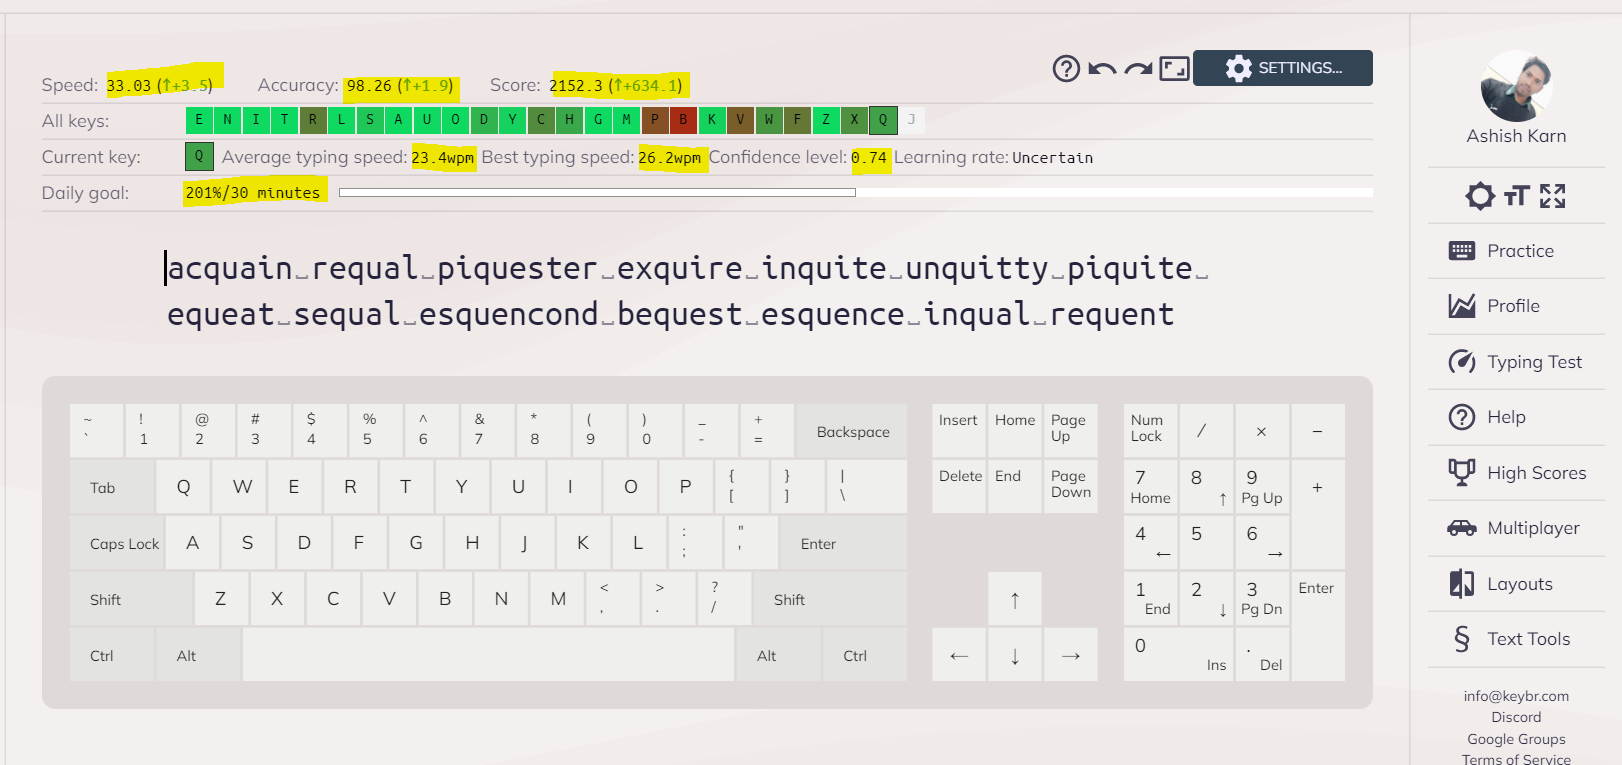 Speed: 33.03 (↑+3.5) Accuracy: 98.26 (↑+1.9) Score: 2152.3 (↑+634.1)
SETTINGS...
All keys: E N I T R L S A U O D Y C H G M P B K V W F Z X Q J
Current key: Q Average typing speed: 23.4wpm Best typing speed: 26.2wpm Confidence level: 0.74 Learning rate: Uncertain
Daily goal: 201%/30 minutes
acquain␣requal␣piquester␣exquire␣inquite␣unquitty␣piquite␣
equeat␣sequal␣esquencond␣bequest␣esquence␣inqual␣requent
~ ! @ # $ % ^ & * ( ) _ +
` 1 2 3 4 5 6 7 8 9 0 - = Backspace
Tab Q W E R T Y U I O P { [ } ] | \
Caps Lock A S D F G H J K L : ; " ' Enter
Shift Z X C V B N M < , > . ? / Shift
Ctrl Alt Alt Ctrl
Insert Home Page Up
Delete End Page Down
↑
← ↓ →
Num Lock / × −
7 Home 8 ↑ 9 Pg Up +
4 ← 5 6 →
1 End 2 ↓ 3 Pg Dn Enter
0 Ins . Del
Ashish Karn
TT
Practice
Profile
Typing Test
Help
High Scores
Multiplayer
Layouts
§ Text Tools
info@keybr.com
Discord
Google Groups
Terms of Service